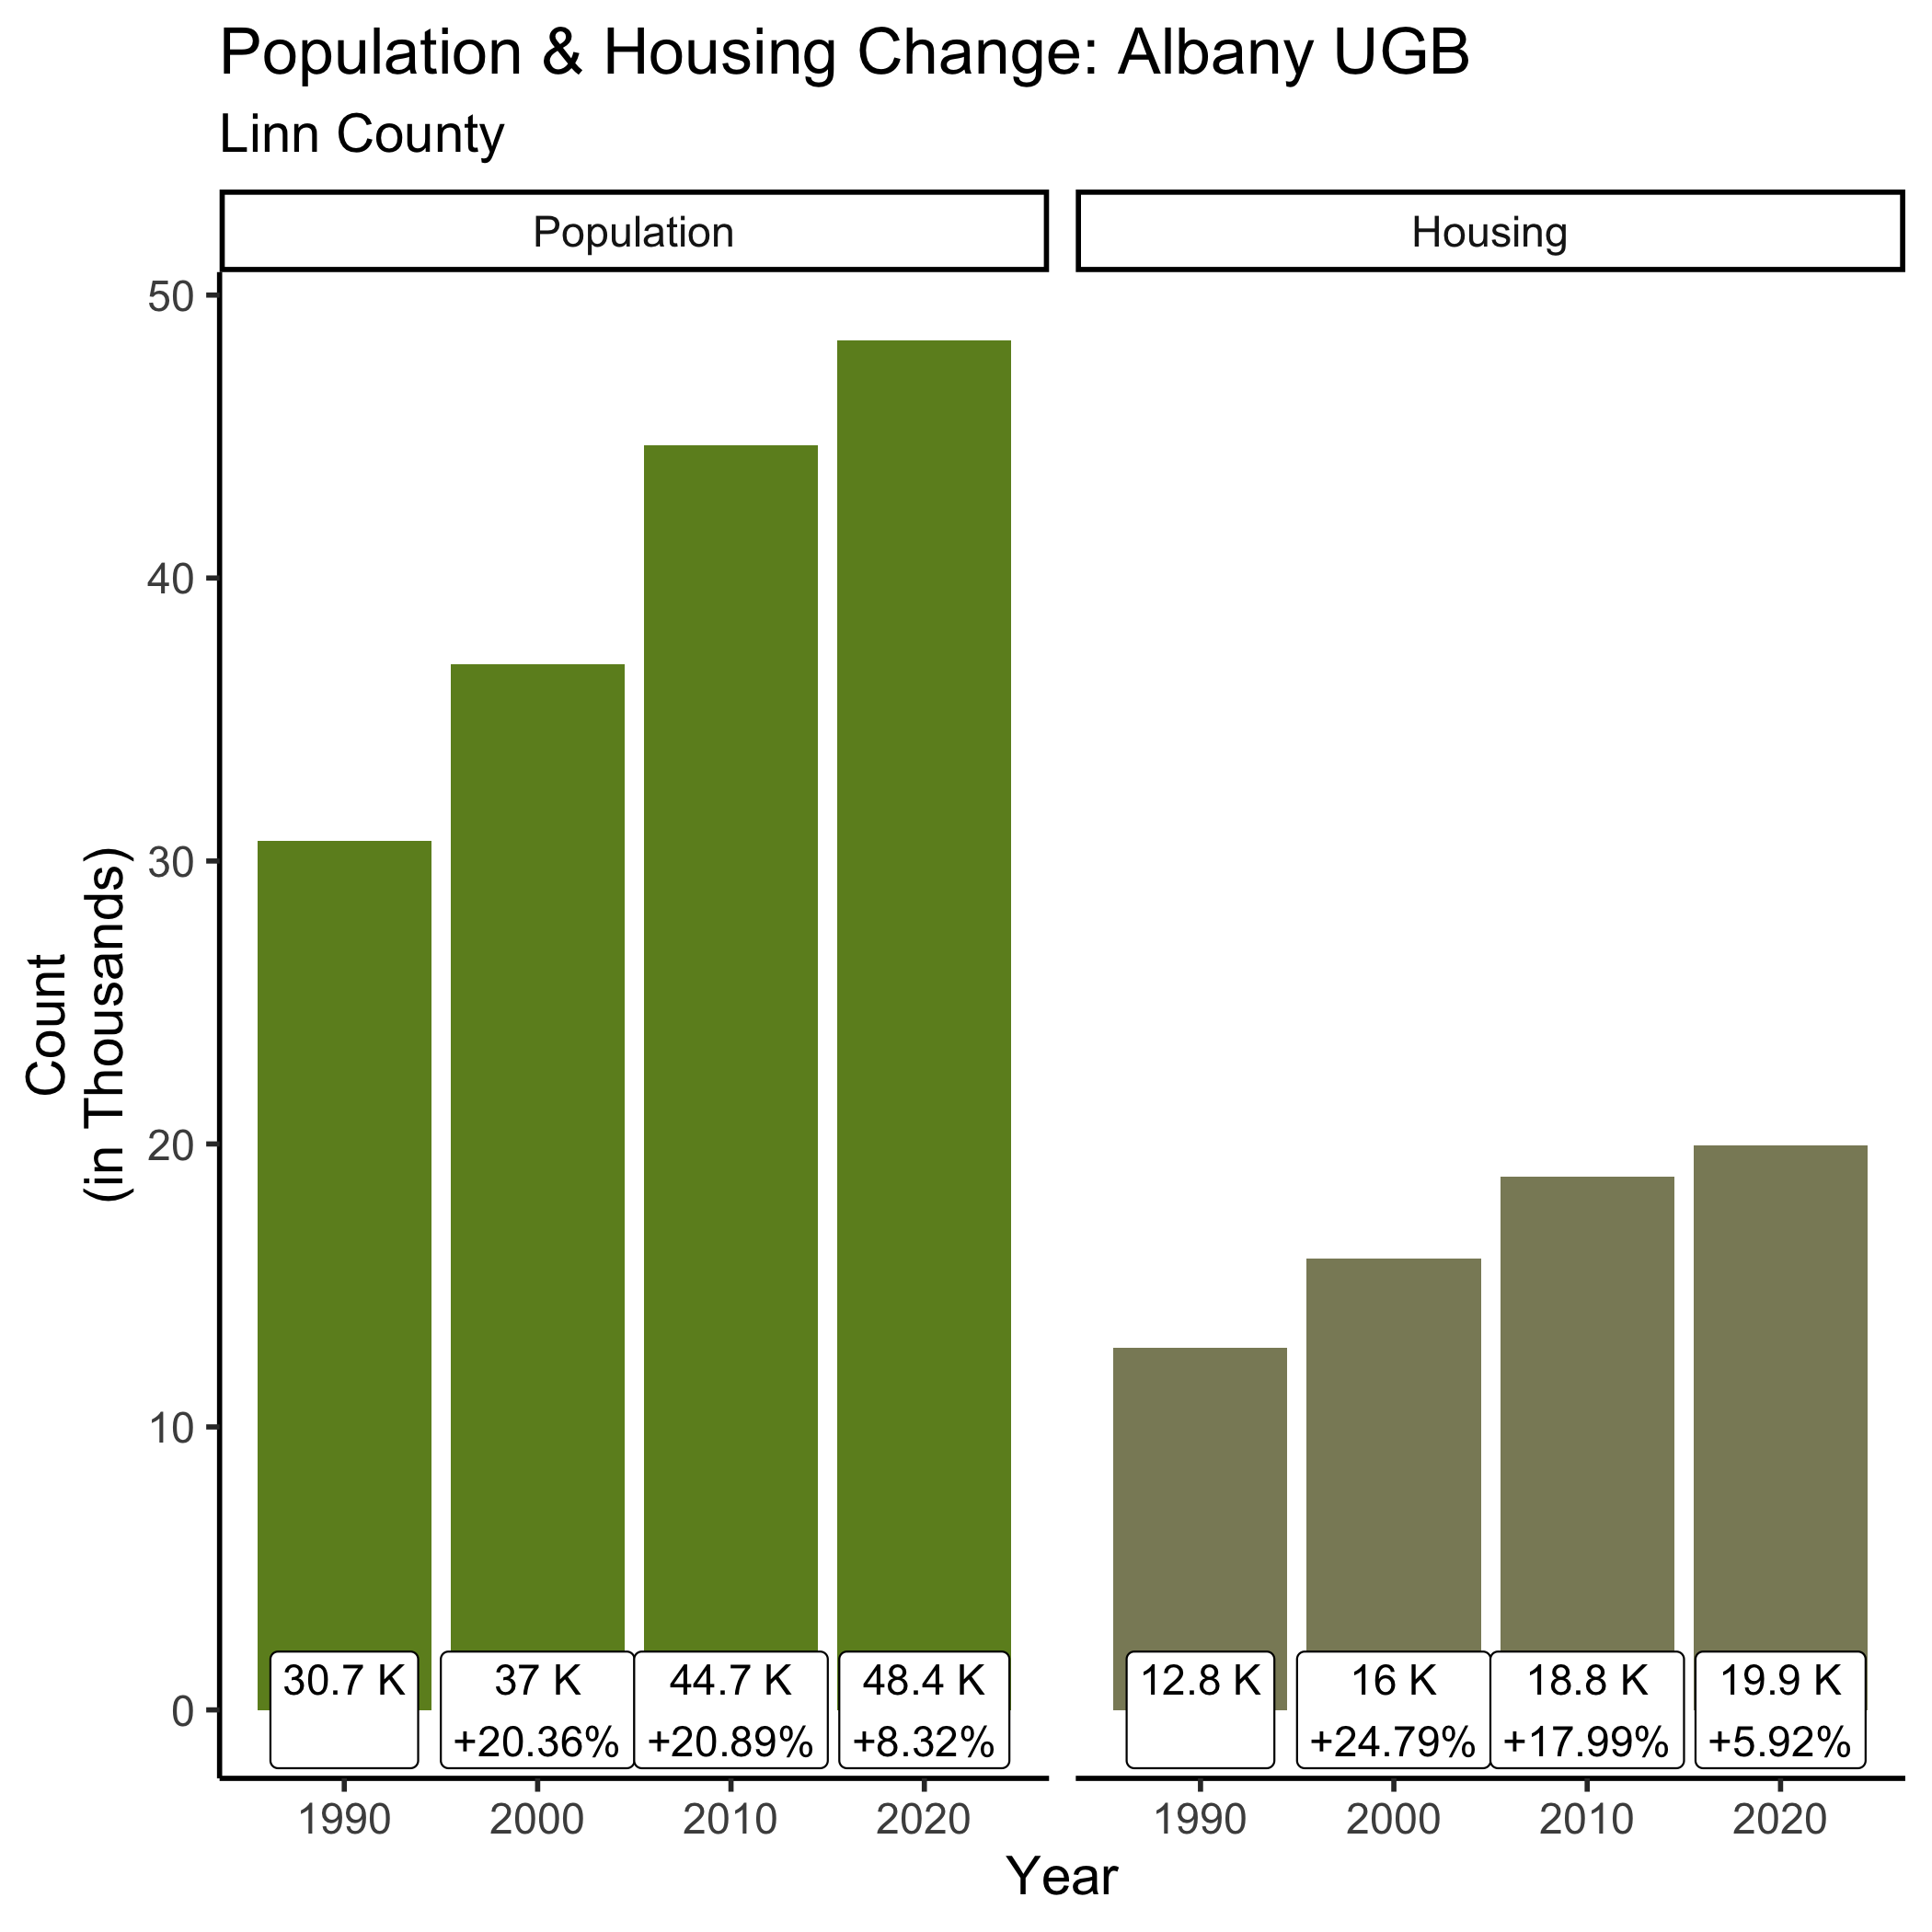 Population & Housing Change: Albany UGB
Linn County
Population
Housing
Count
(in Thousands)
50
40
30
20
10
0
30.7 K
37 K
+20.36%
44.7 K
+20.89%
48.4 K
+8.32%
12.8 K
16 K
+24.79%
18.8 K
+17.99%
19.9 K
+5.92%
1990
2000
2010
2020
1990
2000
2010
2020
Year